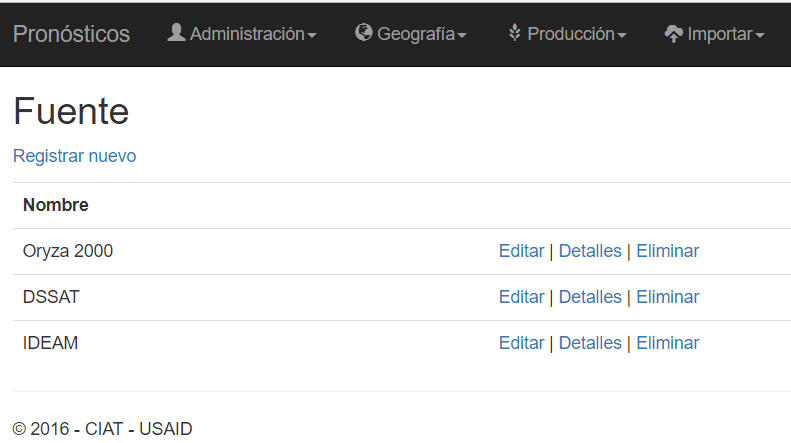 Pronósticos Administración Geografía Producción Importar
Fuente
Registrar nuevo
Nombre
Oryza 2000 Editar | Detalles | Eliminar
DSSAT Editar | Detalles | Eliminar
IDEAM Editar | Detalles | Eliminar
© 2016 - CIAT - USAID